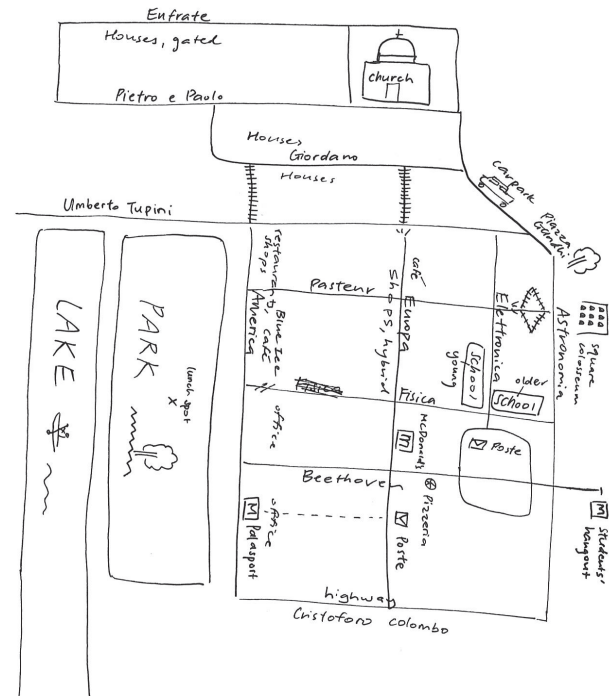 Eufrate
Houses, gated
church
Pietro e Paolo
Houses
Giordano
Houses
carpark
Piazza
Gandhi
Umberto Tupini
LAKE
PARK
lunch spot
x
restaurants, café
shops
Blue Ice
America
office
office
M
Palasport
Pasteur
café
Europa
shops, hybrid
Elettronica
Astronomia
square
colosseum
school
young
older
school
Fisica
m
McDonald's
Poste
Beethoven
Pizzeria
Poste
M
students'
hangout
highway
Cristoforo Colombo